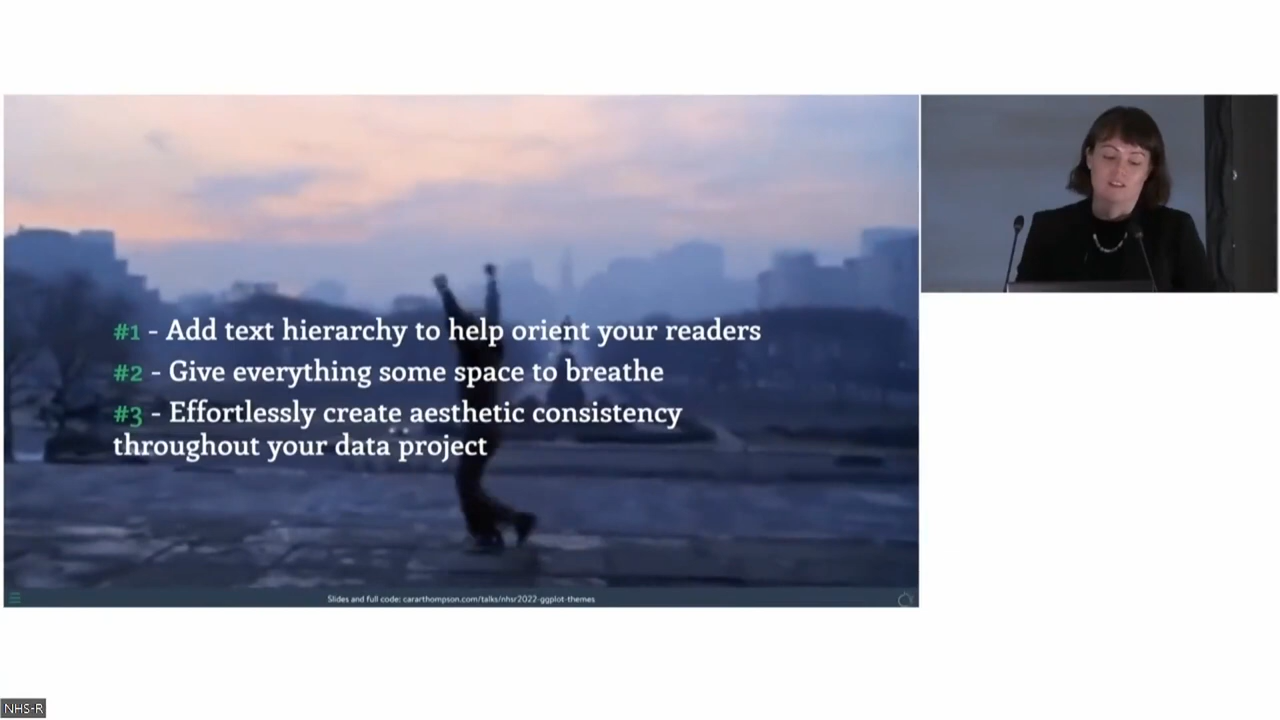 #1 - Add text hierarchy to help orient your readers
#2 - Give everything some space to breathe
#3 - Effortlessly create aesthetic consistency
throughout your data project
Slides and full code: cararthompson.com/talks/nhsr2022-ggplot-themes
NHS-R